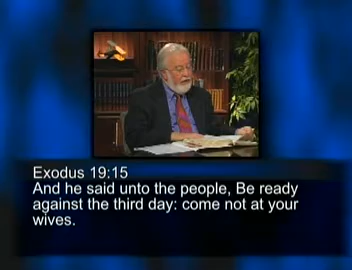 Exodus 19:15
And he said unto the people, Be ready
against the third day: come not at your
wives.